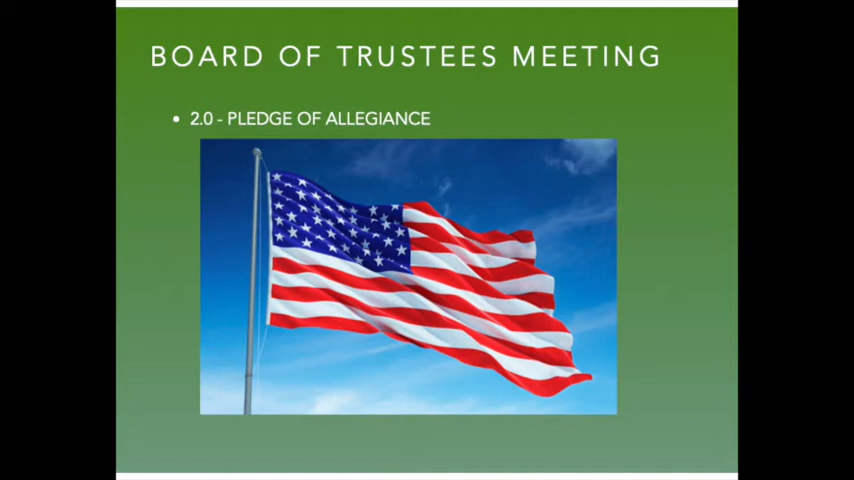 BOARD OF TRUSTEES MEETING
• 2.0 - PLEDGE OF ALLEGIANCE